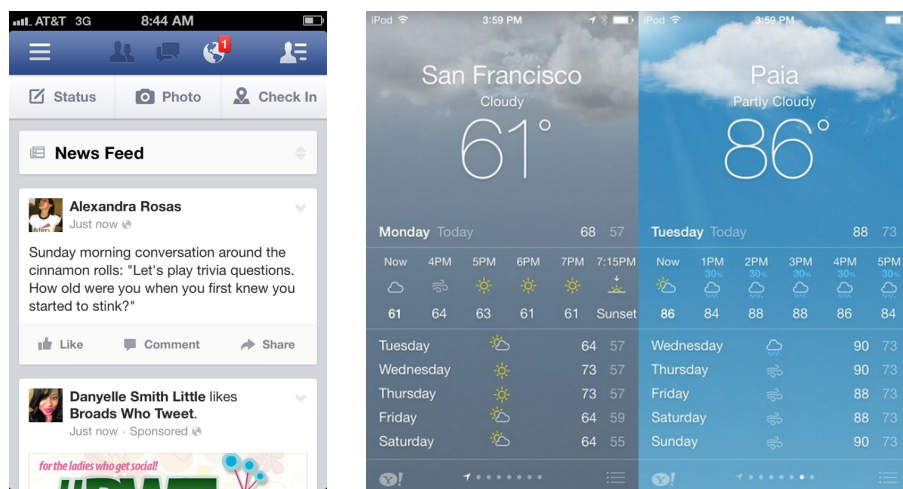 AT&T 3G 8:44 AM
1
Status Photo Check In
News Feed
Alexandra Rosas
Just now
Sunday morning conversation around the
cinnamon rolls: "Let's play trivia questions.
How old were you when you first knew you
started to stink?"
Like Comment Share
Danyelle Smith Little likes
Broads Who Tweet.
Just now · Sponsored
for the ladies who get social!
iPod 3:59 PM
San Francisco
Cloudy
61°
Monday Today 68 57
Now 4PM 5PM 6PM 7PM 7:15PM
61 64 63 61 61 Sunset
Tuesday 64 57
Wednesday 73 57
Thursday 73 57
Friday 64 59
Saturday 64 55
Y!
iPod 3:59 PM
Paia
Partly Cloudy
86°
Tuesday Today 88 73
Now 1PM 2PM 3PM 4PM 5PM
30% 30% 30% 30% 30%
86 84 88 88 86 84
Wednesday 90 73
Thursday 90 73
Friday 88 73
Saturday 88 73
Sunday 90 73
Y!